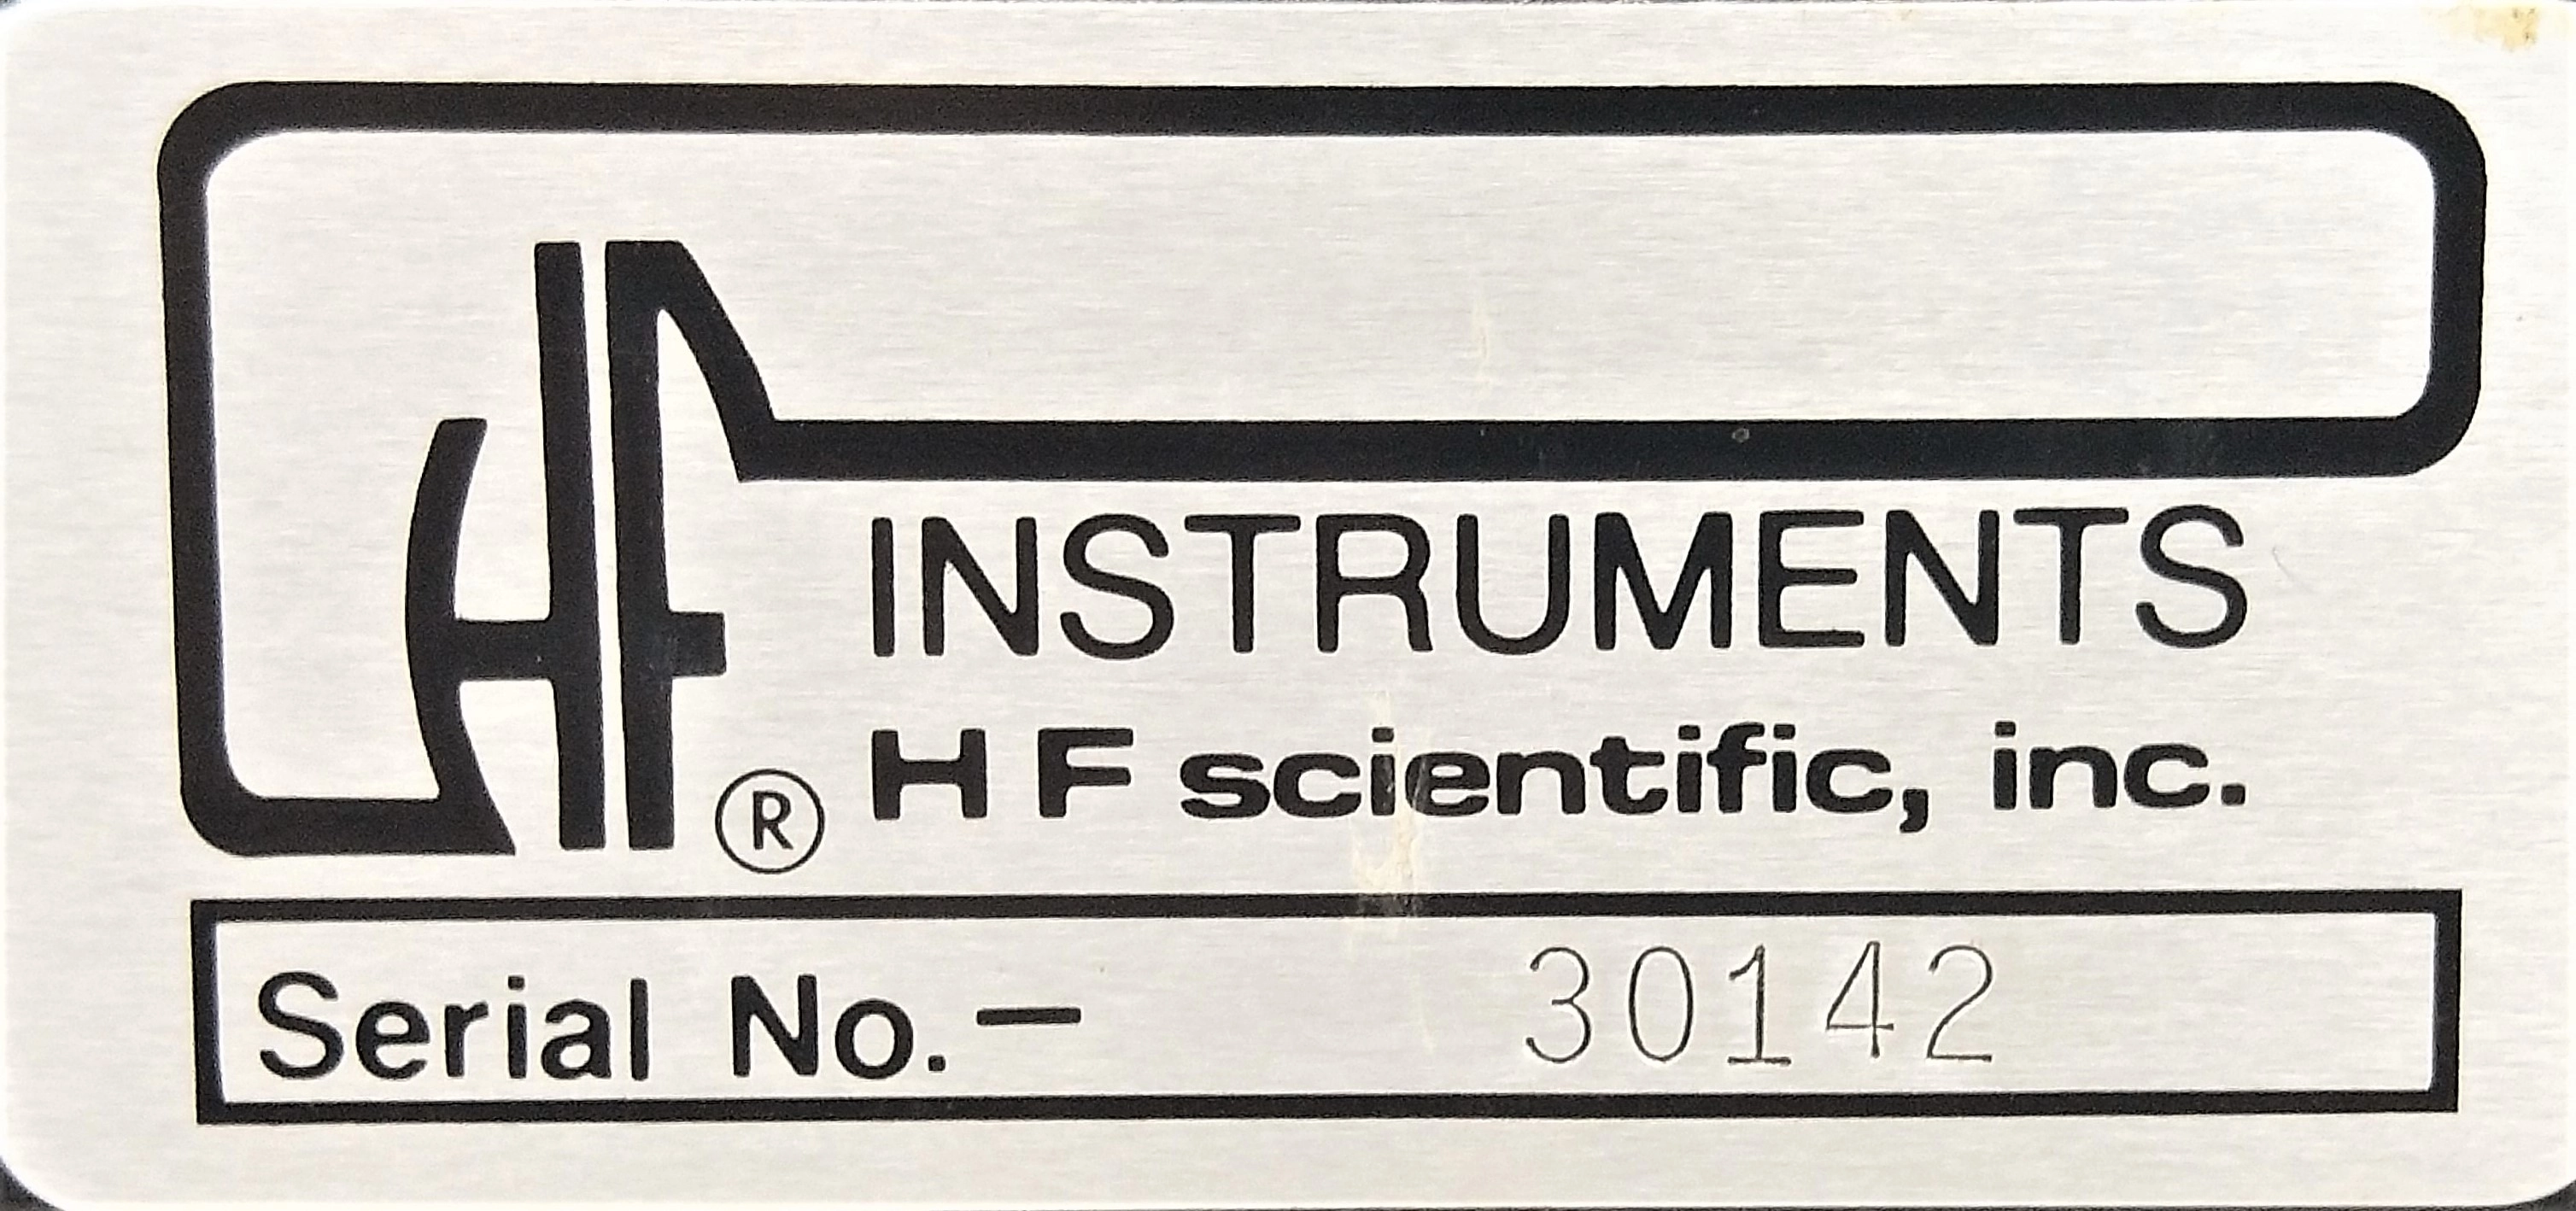 HF INSTRUMENTS
® H F scientific, inc.
Serial No.— 30142